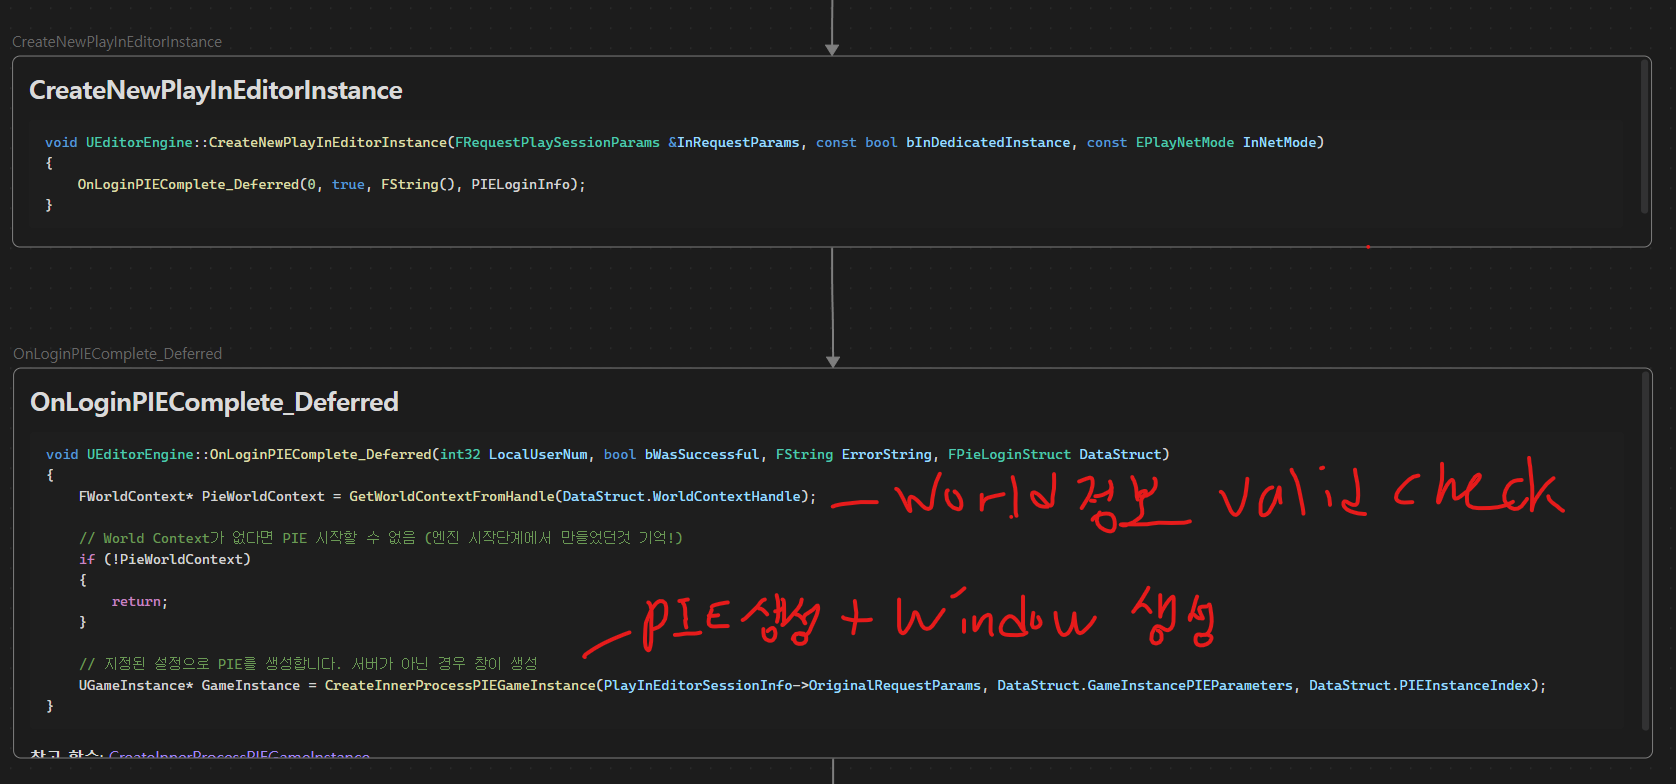 CreateNewPlayInEditorInstance
CreateNewPlayInEditorInstance
void UEditorEngine::CreateNewPlayInEditorInstance(FRequestPlaySessionParams &InRequestParams, const bool bInDedicatedInstance, const EPlayNetMode InNetMode)
{
OnLoginPIEComplete_Deferred(0, true, FString(), PIELoginInfo);
}
OnLoginPIEComplete_Deferred
OnLoginPIEComplete_Deferred
void UEditorEngine::OnLoginPIEComplete_Deferred(int32 LocalUserNum, bool bWasSuccessful, FString ErrorString, FPieLoginStruct DataStruct)
{
FWorldContext* PieWorldContext = GetWorldContextFromHandle(DataStruct.WorldContextHandle);
— World 정보 valid check
// World Context가 없다면 PIE 시작할 수 없음 (엔진 시작단계에서 만들었던것 기억!)
if (!PieWorldContext)
{
return;
}
PIE 생성 + Window 생성
// 지정된 설정으로 PIE를 생성합니다. 서버가 아닌 경우 창이 생성
UGameInstance* GameInstance = CreateInnerProcessPIEGameInstance(PlayInEditorSessionInfo->OriginalRequestParams, DataStruct.GameInstancePIEParameters, DataStruct.PIEInstanceIndex);
}
참고 함수: CreateInnerProcessPIEGameInstance